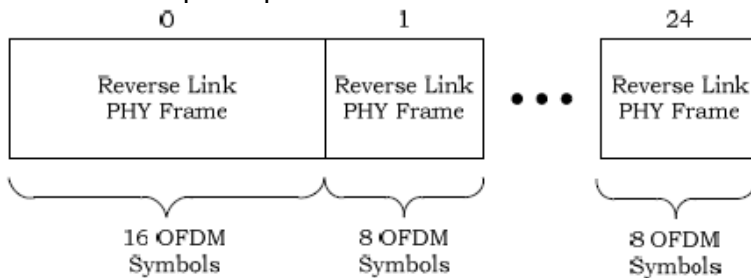 0 1 24
Reverse Link PHY Frame
Reverse Link PHY Frame
Reverse Link PHY Frame
16 OFDM Symbols
8 OFDM Symbols
8 OFDM Symbols